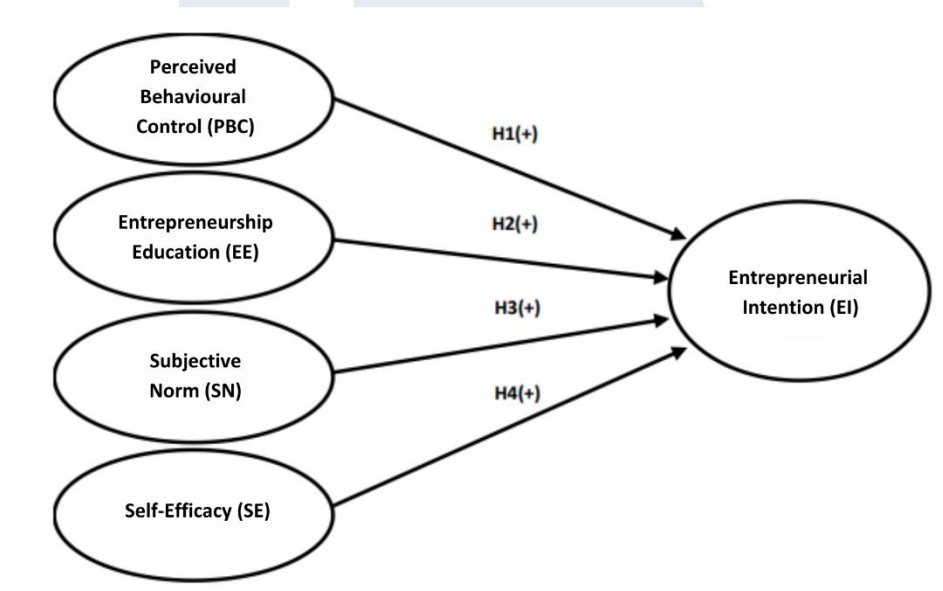 Perceived
Behavioural
Control (PBC)
H1(+)
Entrepreneurship
Education (EE)
H2(+)
Entrepreneurial
Intention (EI)
H3(+)
Subjective
Norm (SN)
H4(+)
Self-Efficacy (SE)